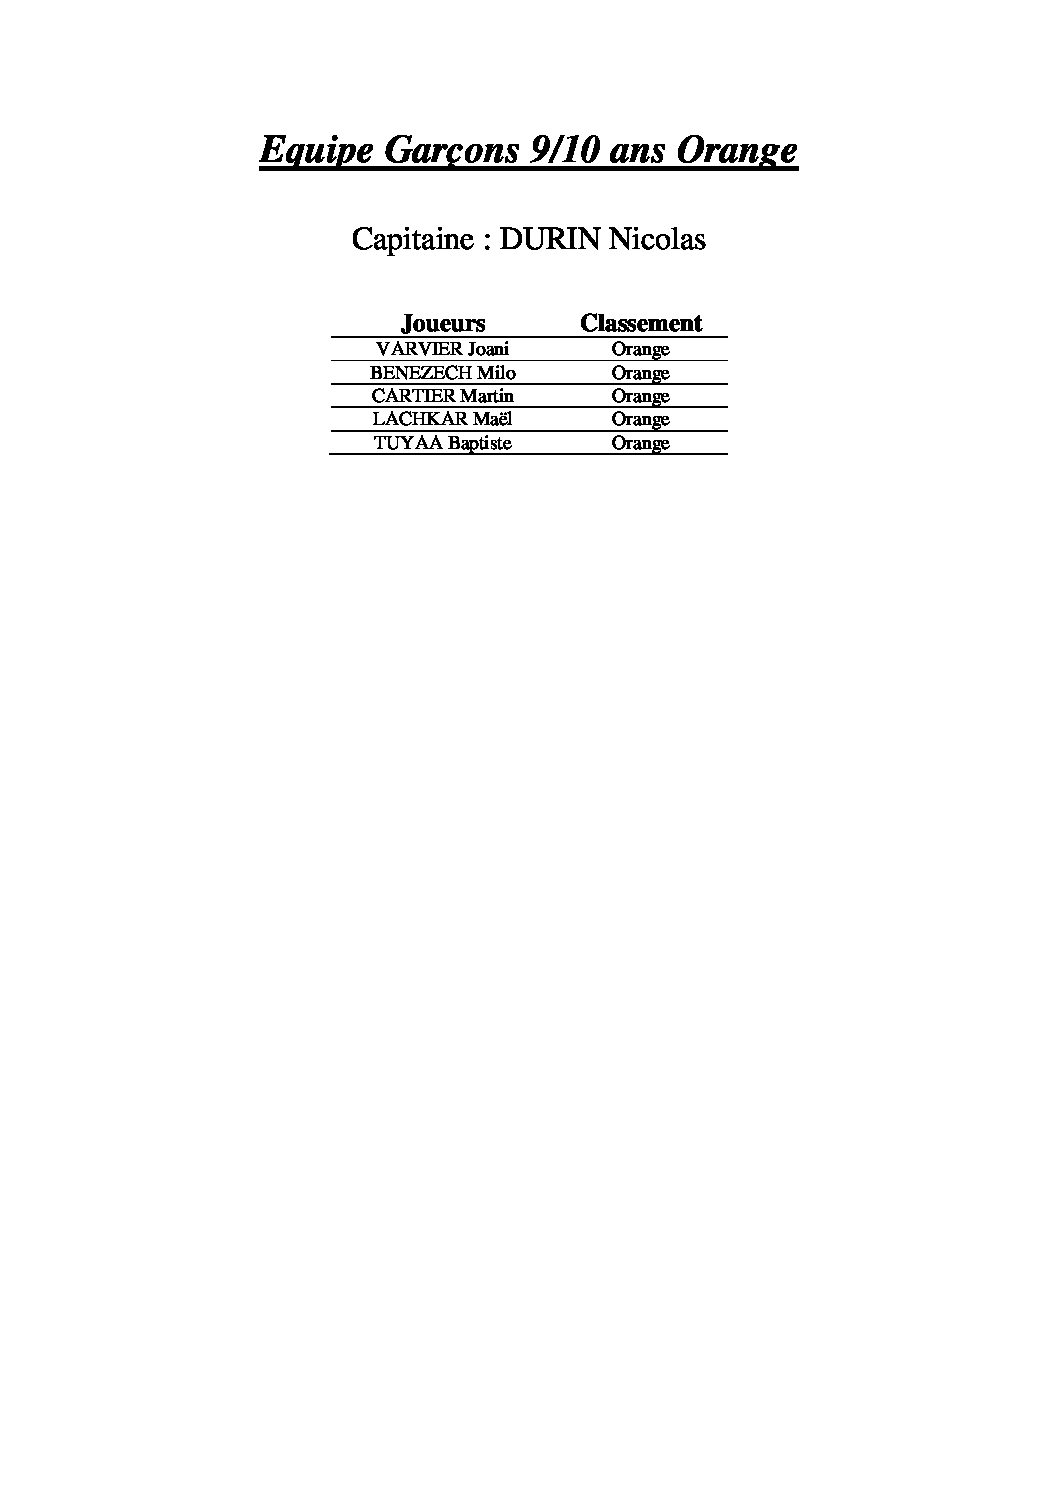 Equipe Garçons 9/10 ans Orange
Capitaine : DURIN Nicolas
Joueurs Classement
VARVIER Joani Orange
BENEZECH Milo Orange
CARTIER Martin Orange
LACHKAR Maël Orange
TUYAA Baptiste Orange